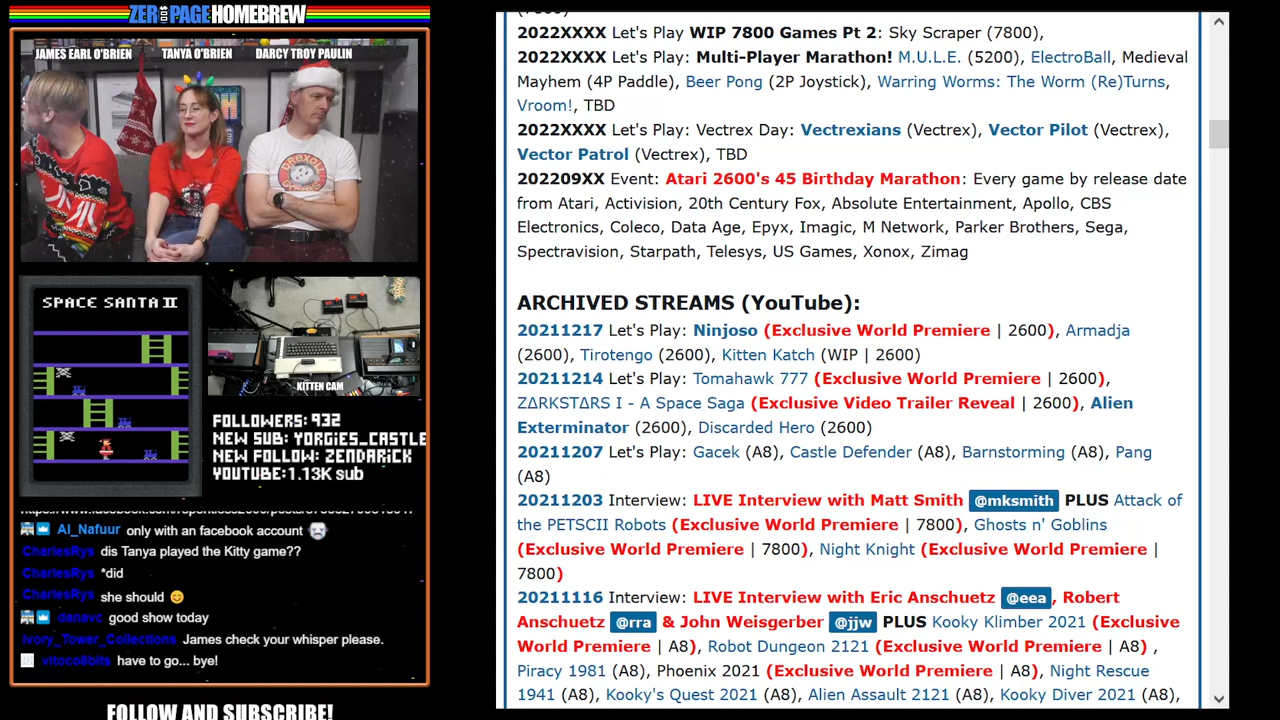 ZEROPAGEHOMEBREW
JAMES EARL O'BRIEN
TANYA O'BRIEN
DARCY TROY PAULIN
DREXOLL
SPACE SANTA II
KITTEN CAM
FOLLOWERS: 932
NEW SUB: YORGIES_CASTLE
NEW FOLLOW: ZENDARICK
YOUTUBE:1.13K sub
Al_Nafuur only with an facebook account
CharlesRys dis Tanya played the Kitty game??
CharlesRys *did
CharlesRys she should
danavc good show today
Ivory_Tower_Collections James check your whisper please.
vitoco8bits have to go... bye!
FOLLOW AND SUBSCRIBE!
2022XXXX Let's Play WIP 7800 Games Pt 2: Sky Scraper (7800),
2022XXXX Let's Play: Multi-Player Marathon! M.U.L.E. (5200), ElectroBall, Medieval
Mayhem (4P Paddle), Beer Pong (2P Joystick), Warring Worms: The Worm (Re)Turns,
Vroom!, TBD
2022XXXX Let's Play: Vectrex Day: Vectrexians (Vectrex), Vector Pilot (Vectrex),
Vector Patrol (Vectrex), TBD
202209XX Event: Atari 2600's 45 Birthday Marathon: Every game by release date
from Atari, Activision, 20th Century Fox, Absolute Entertainment, Apollo, CBS
Electronics, Coleco, Data Age, Epyx, Imagic, M Network, Parker Brothers, Sega,
Spectravision, Starpath, Telesys, US Games, Xonox, Zimag
ARCHIVED STREAMS (YouTube):
20211217 Let's Play: Ninjoso (Exclusive World Premiere | 2600), Armadja
(2600), Tirotengo (2600), Kitten Katch (WIP | 2600)
20211214 Let's Play: Tomahawk 777 (Exclusive World Premiere | 2600),
ZΔRKSTΔRS I - A Space Saga (Exclusive Video Trailer Reveal | 2600), Alien
Exterminator (2600), Discarded Hero (2600)
20211207 Let's Play: Gacek (A8), Castle Defender (A8), Barnstorming (A8), Pang
(A8)
20211203 Interview: LIVE Interview with Matt Smith @mksmith PLUS Attack of
the PETSCII Robots (Exclusive World Premiere | 7800), Ghosts n' Goblins
(Exclusive World Premiere | 7800), Night Knight (Exclusive World Premiere |
7800)
20211116 Interview: LIVE Interview with Eric Anschuetz @eea, Robert
Anschuetz @rra & John Weisgerber @jjw PLUS Kooky Klimber 2021 (Exclusive
World Premiere | A8), Robot Dungeon 2121 (Exclusive World Premiere | A8) ,
Piracy 1981 (A8), Phoenix 2021 (Exclusive World Premiere | A8), Night Rescue
1941 (A8), Kooky's Quest 2021 (A8), Alien Assault 2121 (A8), Kooky Diver 2021 (A8),